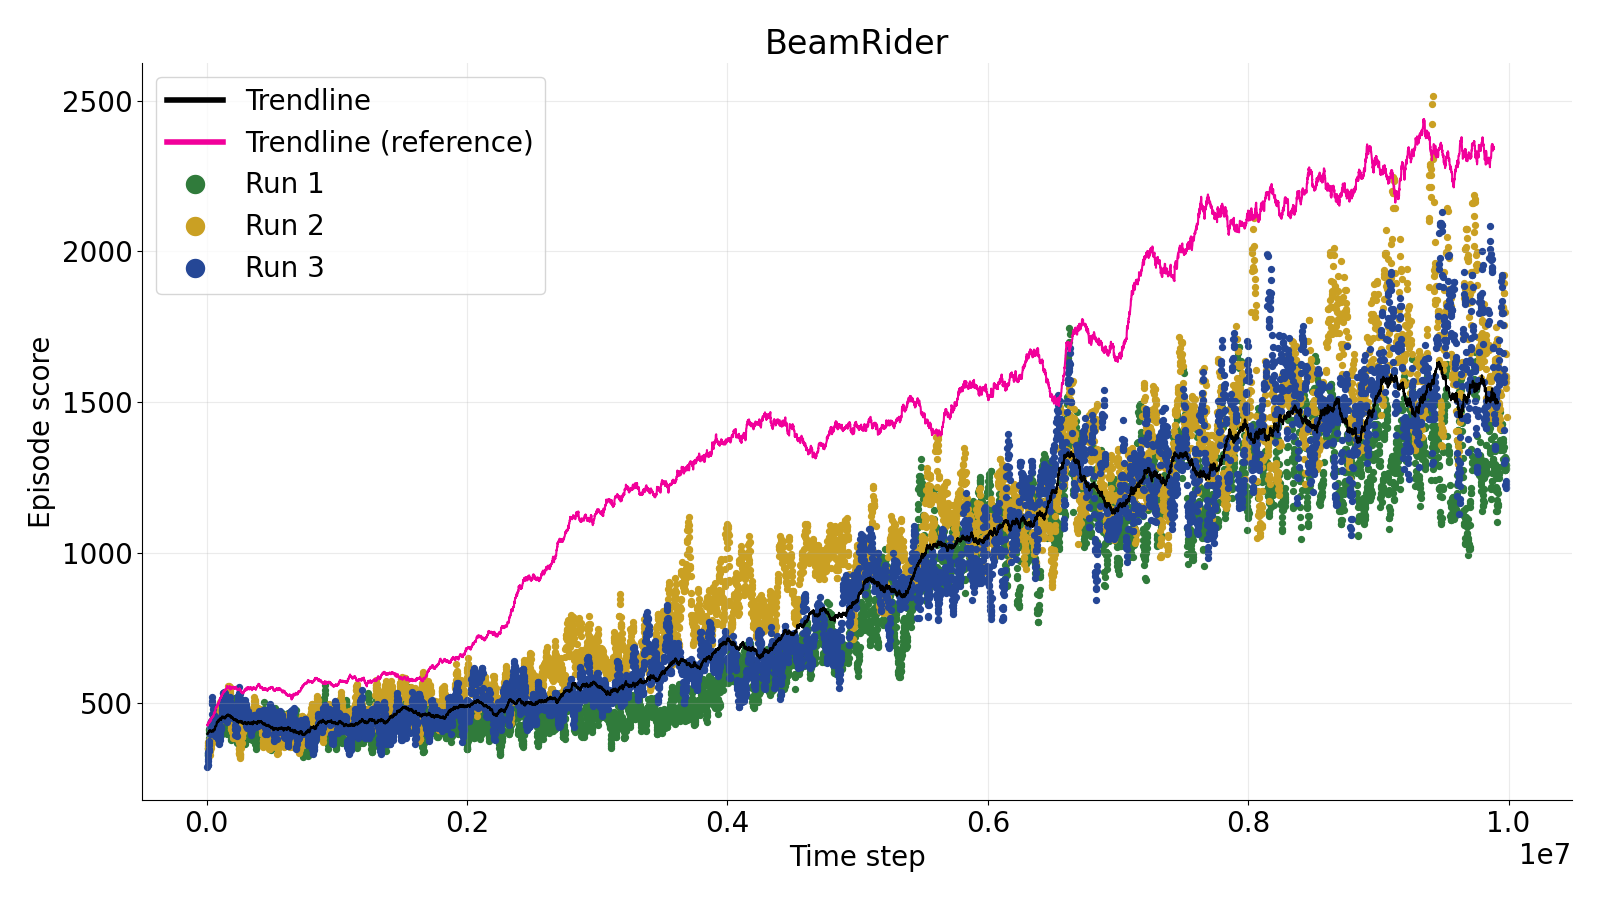 BeamRider
Trendline
Trendline (reference)
Run 1
Run 2
Run 3
2500
2000
1500
1000
500
Episode score
0.0 0.2 0.4 0.6 0.8 1.0
1e7
Time step